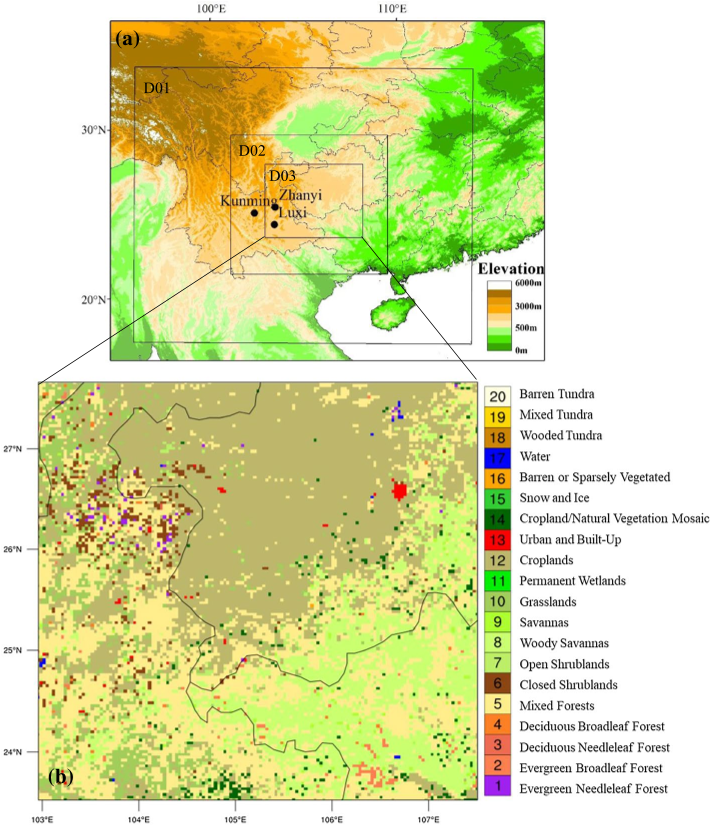 100°E 110°E
(a)
D01
30°N
D02
D03
Kunming Zhanyi
Luxi
Elevation
6000m
3000m
500m
0m
20°N
20 Barren Tundra
19 Mixed Tundra
18 Wooded Tundra
17 Water
16 Barren or Sparsely Vegetated
15 Snow and Ice
14 Cropland/Natural Vegetation Mosaic
13 Urban and Built-Up
12 Croplands
11 Permanent Wetlands
10 Grasslands
9 Savannas
8 Woody Savannas
7 Open Shrublands
6 Closed Shrublands
5 Mixed Forests
4 Deciduous Broadleaf Forest
3 Deciduous Needleleaf Forest
2 Evergreen Broadleaf Forest
1 Evergreen Needleleaf Forest
27°N
26°N
25°N
24°N
(b)
103°E 104°E 105°E 106°E 107°E